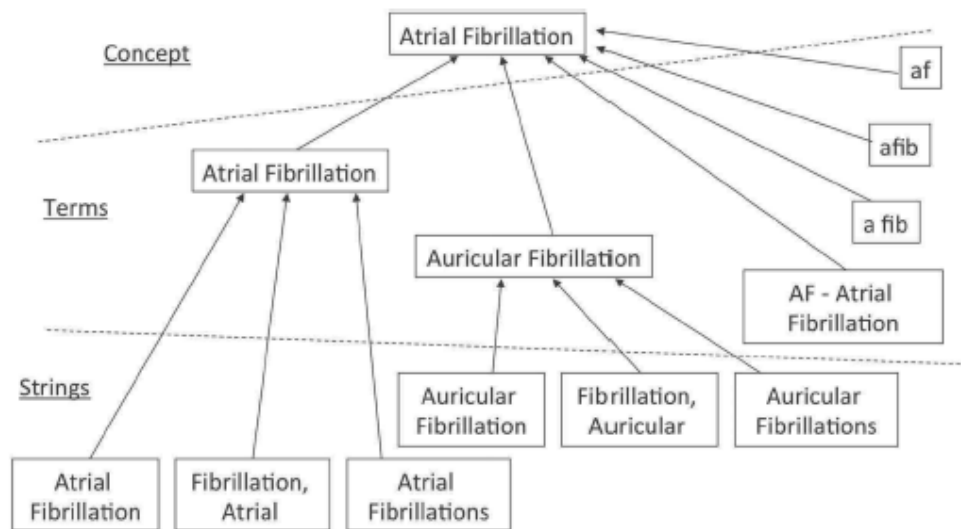 Concept
Atrial Fibrillation
af
afib
a fib
Terms
Atrial Fibrillation
Auricular Fibrillation
AF - Atrial
Fibrillation
Strings
Auricular
Fibrillation
Fibrillation,
Auricular
Auricular
Fibrillations
Atrial
Fibrillation
Fibrillation,
Atrial
Atrial
Fibrillations